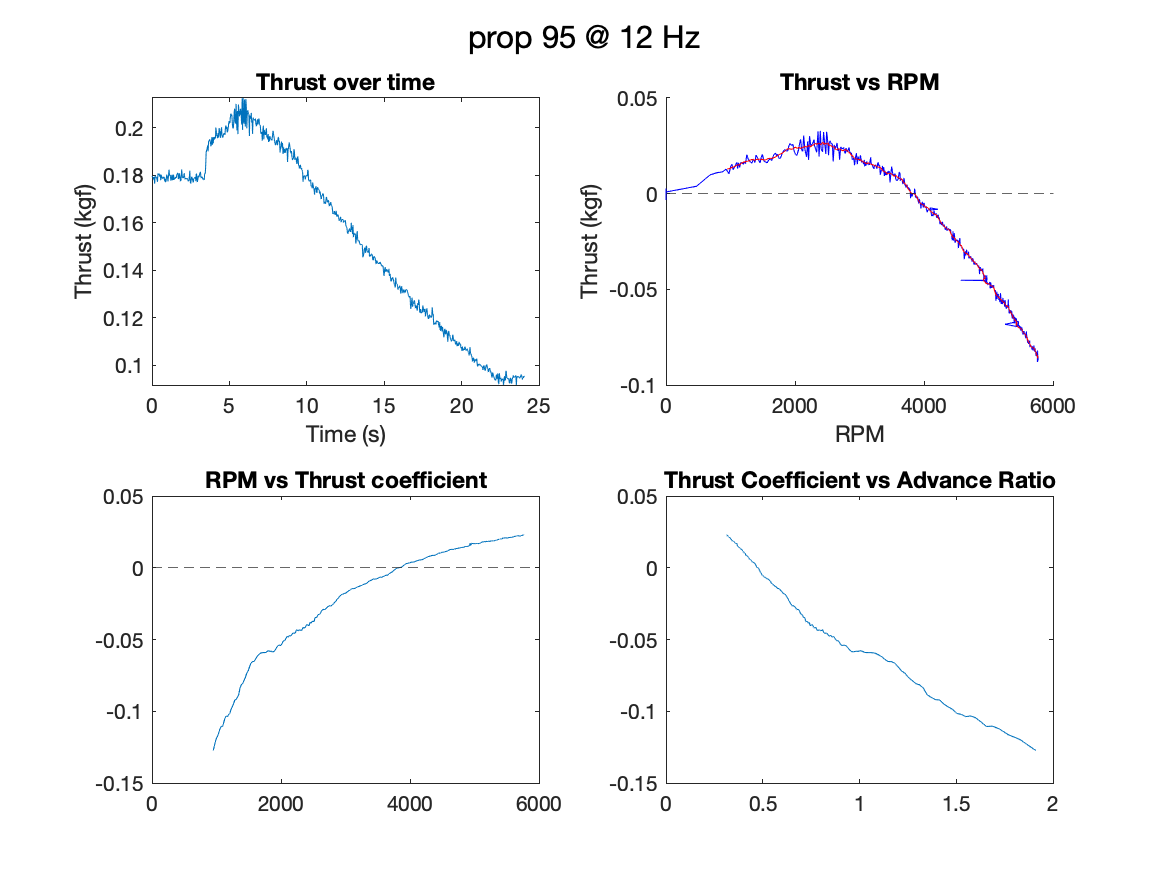 prop 95 @ 12 Hz
Thrust over time
Thrust (kgf)
0.2
0.18
0.16
0.14
0.12
0.1
0 5 10 15 20 25
Time (s)
Thrust vs RPM
Thrust (kgf)
0.05
0
-0.05
-0.1
0 2000 4000 6000
RPM
RPM vs Thrust coefficient
0.05
0
-0.05
-0.1
-0.15
0 2000 4000 6000
Thrust Coefficient vs Advance Ratio
0.05
0
-0.05
-0.1
-0.15
0 0.5 1 1.5 2